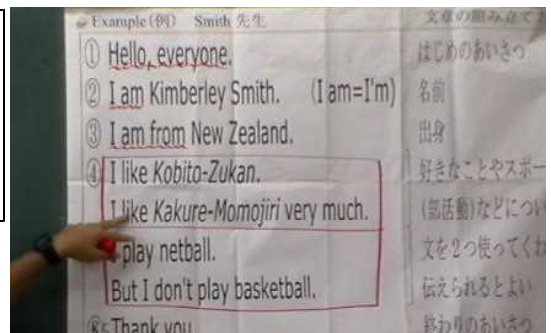 Example (例) Smith 先生 文章の組み立て
① Hello, everyone. はじめのあいさつ
② I am Kimberley Smith. (I am=I'm) 名前
③ I am from New Zealand. 出身
④ I like Kobito-Zukan. 好きなことやスポー
I like Kakure-Momojiri very much. (部活動)などについ
I play netball. 文を2つ使ってくわ
But I don't play basketball. 伝えられるとよい
Thank you 終わりのあいさつ